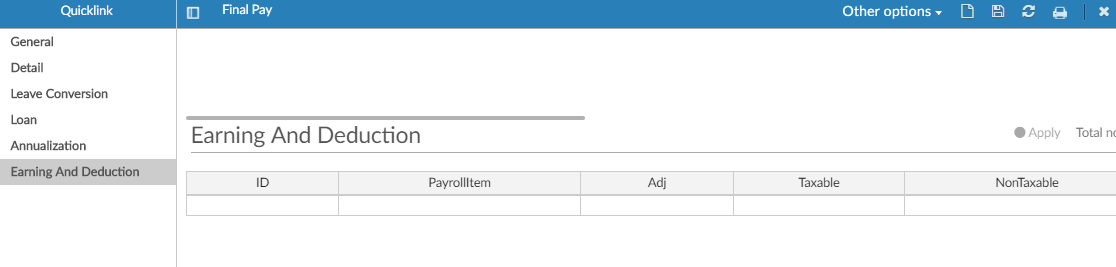 Quicklink
Final Pay
Other options
General
Detail
Leave Conversion
Loan
Annualization
Earning And Deduction
Earning And Deduction
Apply
Total
ID PayrollItem Adj Taxable NonTaxable